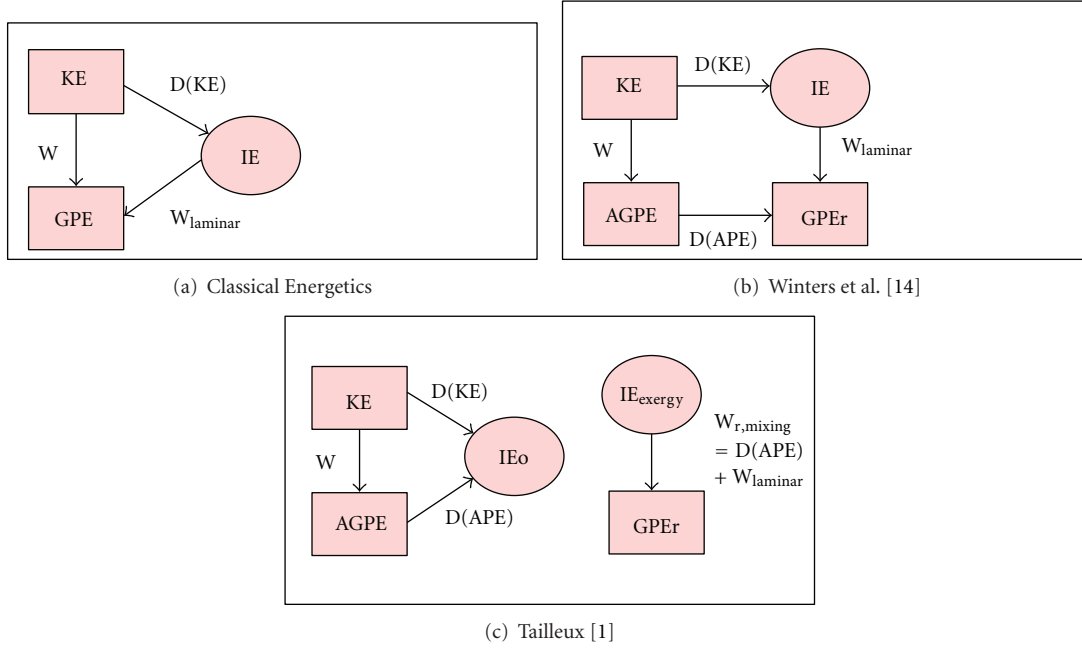 KE
D(KE)
W
IE
GPE
W_laminar
(a) Classical Energetics
KE
D(KE)
IE
W
W_laminar
AGPE
D(APE)
GPEr
(b) Winters et al. [14]
KE
D(KE)
W
IEo
AGPE
D(APE)
IE_exergy
W_r,mixing
= D(APE)
+ W_laminar
GPEr
(c) Tailleux [1]